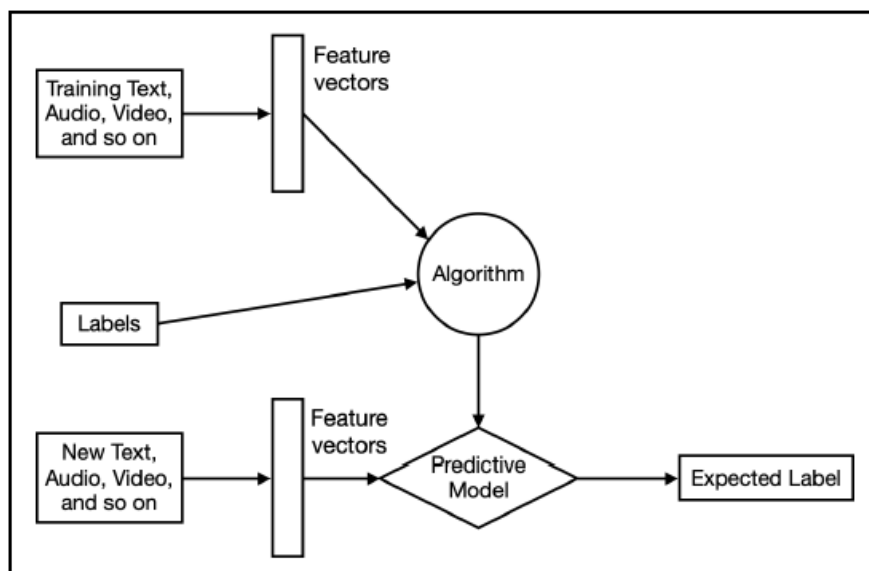 Training Text,
Audio, Video,
and so on
Feature
vectors
Algorithm
Labels
New Text,
Audio, Video,
and so on
Feature
vectors
Predictive
Model
Expected Label